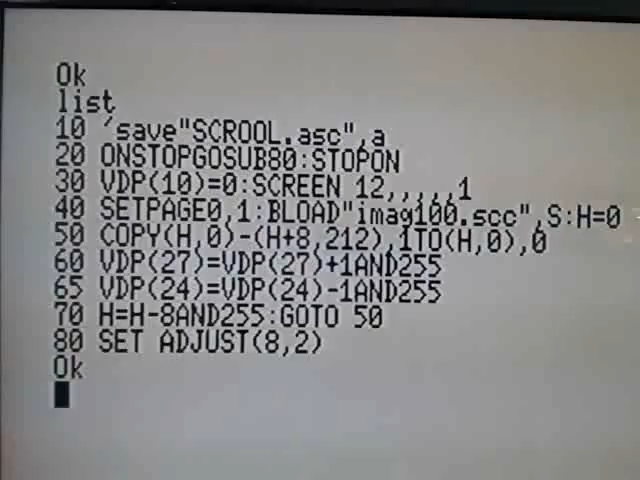 Ok
list
10 'save"SCROOL.asc",a
20 ONSTOPGOSUB80:STOPON
30 VDP(10)=0:SCREEN 12,,,,,1
40 SETPAGE0,1:BLOAD"imag100.scc",S:H=0
50 COPY(H,0)-(H+8,212),1TO(H,0),0
60 VDP(27)=VDP(27)+1AND255
65 VDP(24)=VDP(24)-1AND255
70 H=H-8AND255:GOTO 50
80 SET ADJUST(8,2)
Ok